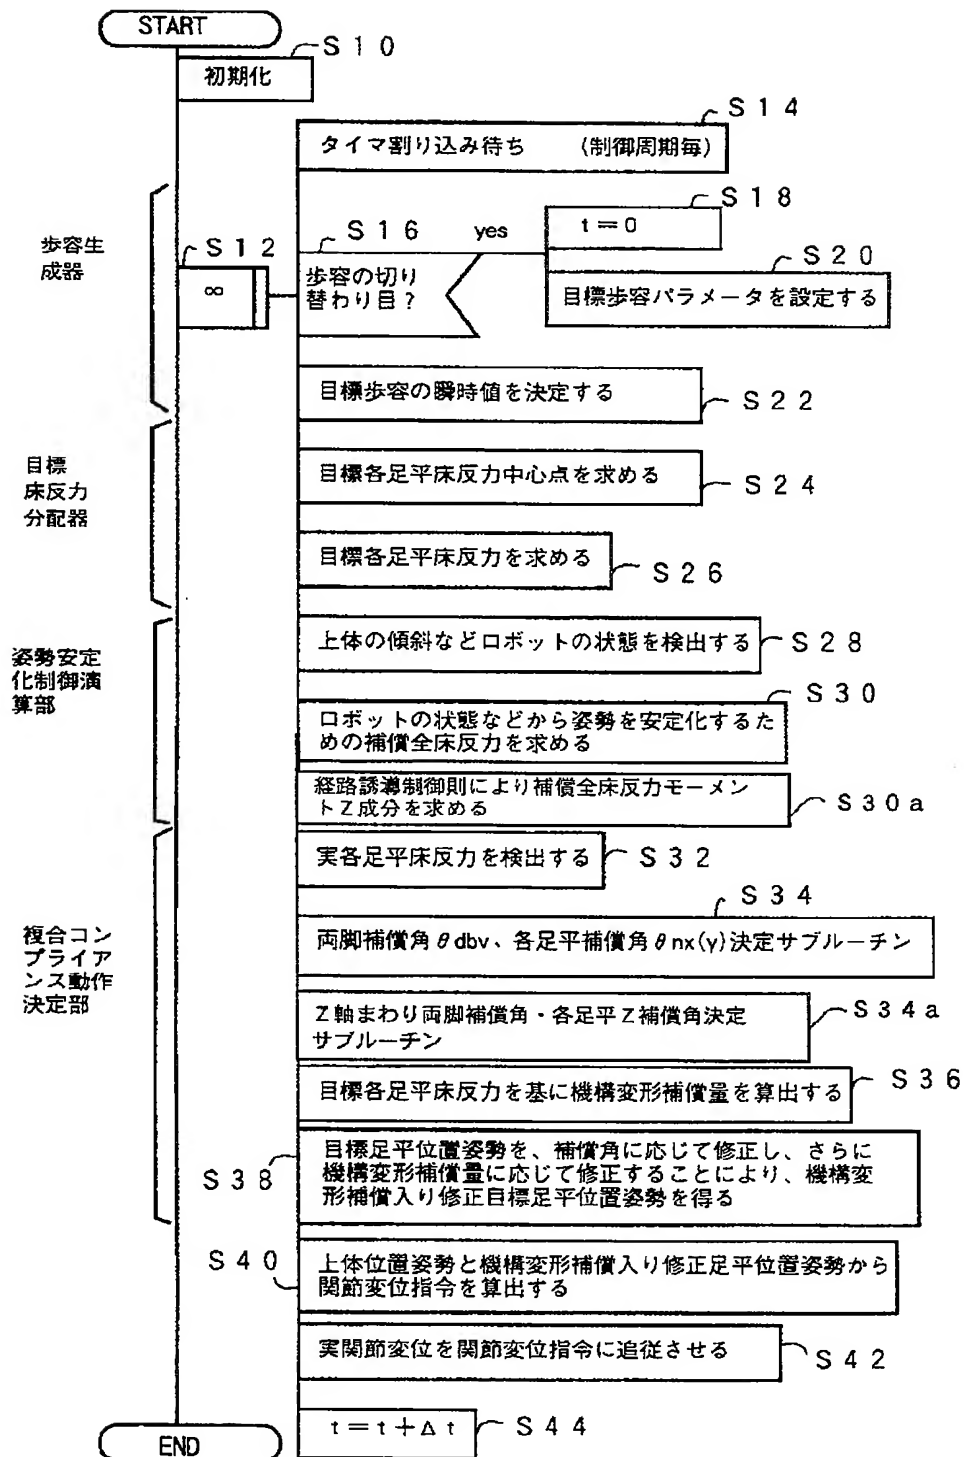 START
S10
初期化
S14
タイマ割り込み待ち (制御周期毎)
歩容生
成器
S12
∞
S16
yes
歩容の切り
替わり目?
S18
t=0
S20
目標歩容パラメータを設定する
目標歩容の瞬時値を決定する
S22
目標
床反力
分配器
目標各足平床反力中心点を求める
S24
目標各足平床反力を求める
S26
姿勢安定
化制御演
算部
上体の傾斜などロボットの状態を検出する
S28
S30
ロボットの状態などから姿勢を安定化するた
めの補償全床反力を求める
経路誘導制御則により補償全床反力モーメン
トZ成分を求める
S30a
複合コン
プライア
ンス動作
決定部
実各足平床反力を検出する
S32
S34
両脚補償角θdbv、各足平補償角θnx(y)決定サブルーチン
Z軸まわり両脚補償角・各足平Z補償角決定
サブルーチン
S34a
目標各足平床反力を基に機構変形補償量を算出する
S36
S38
目標足平位置姿勢を、補償角に応じて修正し、さらに
機構変形補償量に応じて修正することにより、機構変
形補償入り修正目標足平位置姿勢を得る
S40
上体位置姿勢と機構変形補償入り修正足平位置姿勢から
関節変位指令を算出する
実関節変位を関節変位指令に追従させる
S42
t=t+Δt
S44
END